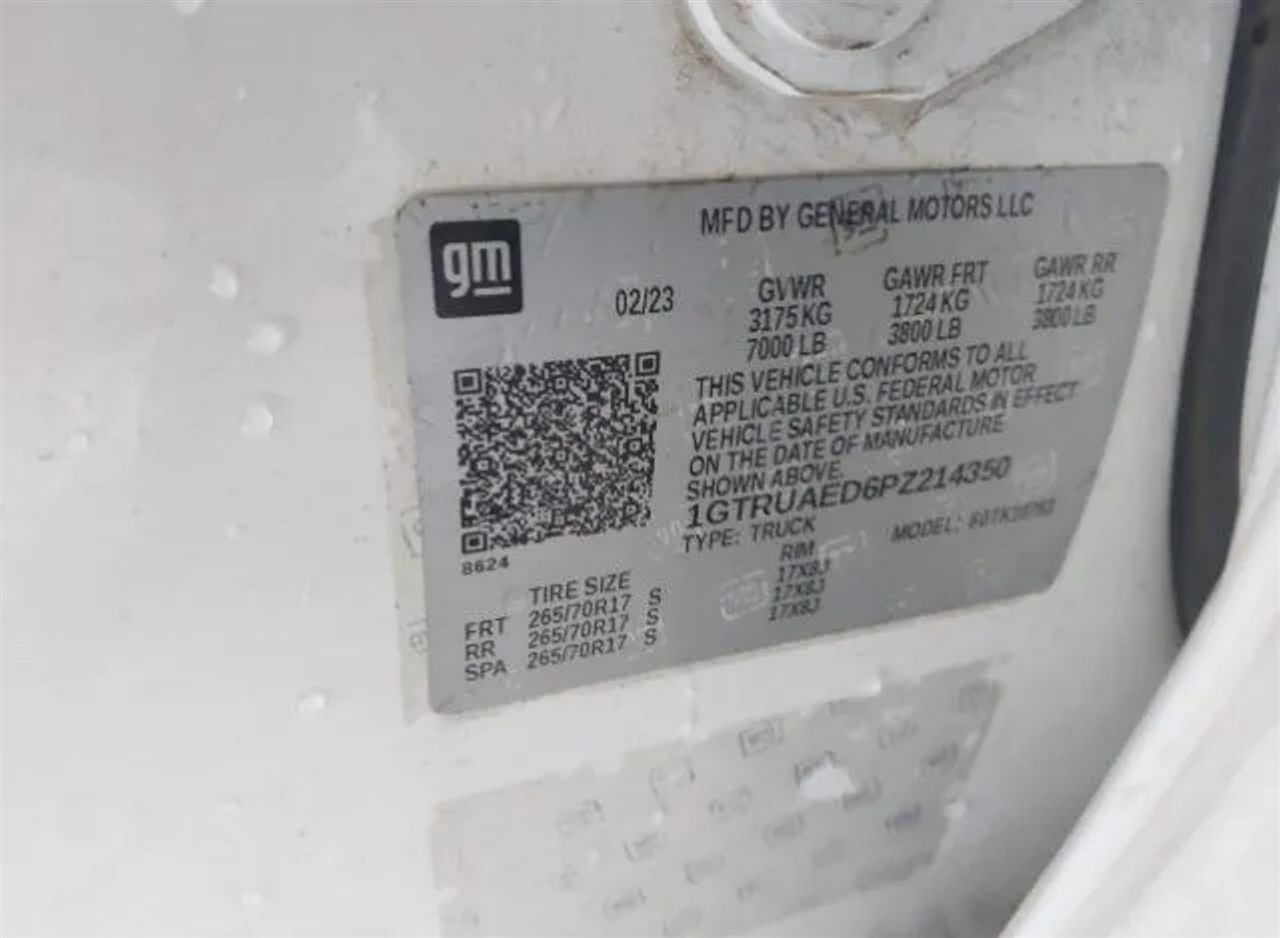 MFD BY GENERAL MOTORS LLC
gm
02/23
GVWR GAWR FRT GAWR RR
3175 KG 1724 KG 1724 KG
7000 LB 3800 LB 3800 LB
THIS VEHICLE CONFORMS TO ALL
APPLICABLE U.S. FEDERAL MOTOR
VEHICLE SAFETY STANDARDS IN EFFECT
ON THE DATE OF MANUFACTURE
SHOWN ABOVE.
1GTRUAED6PZ214350
TYPE: TRUCK MODEL:
8624
TIRE SIZE RIM
FRT 265/70R17 S 17X8J
RR 265/70R17 S 17X8J
SPA 265/70R17 S 17X8J